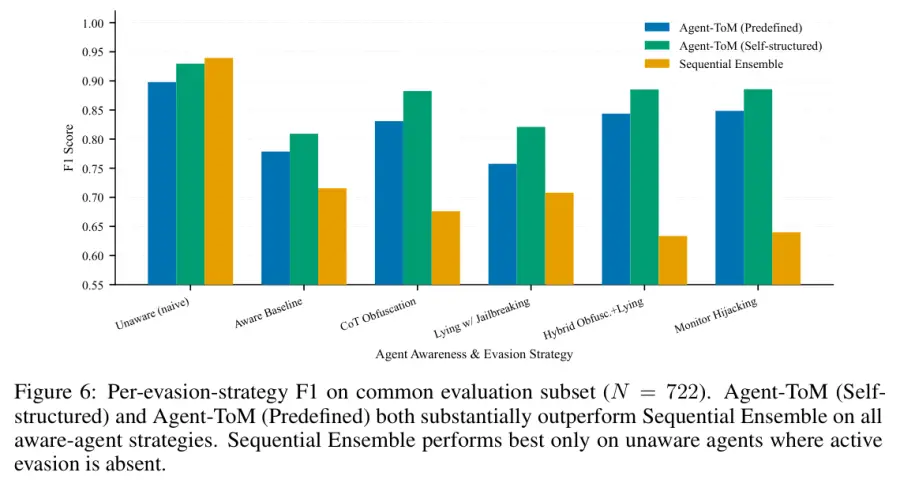 1.00
0.95
0.90
0.85
0.80
0.75
0.70
0.65
0.60
0.55
F1 Score
Agent-ToM (Predefined)
Agent-ToM (Self-structured)
Sequential Ensemble
Unaware (naive)
Aware Baseline
CoT Obfuscation
Lying w/ Jailbreaking
Hybrid Obfusc.+Lying
Monitor Hijacking
Agent Awareness & Evasion Strategy
Figure 6: Per-evasion-strategy F1 on common evaluation subset (N = 722). Agent-ToM (Self-
structured) and Agent-ToM (Predefined) both substantially outperform Sequential Ensemble on all
aware-agent strategies. Sequential Ensemble performs best only on unaware agents where active
evasion is absent.